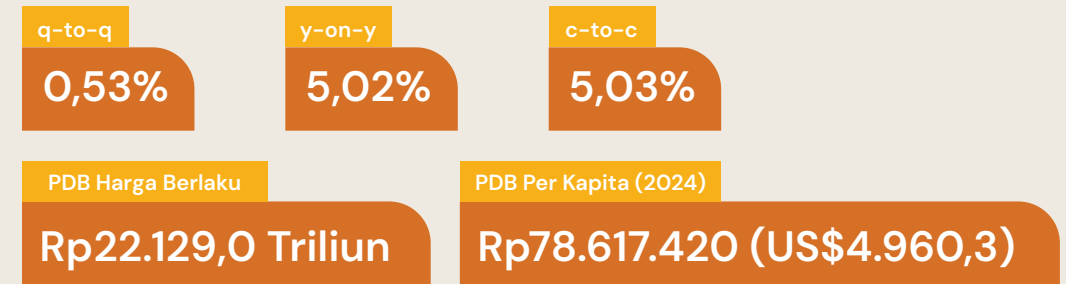 q-to-q
y-on-y
c-to-c
0,53%
5,02%
5,03%
PDB Harga Berlaku
PDB Per Kapita (2024)
Rp22.129,0 Triliun
Rp78.617.420 (US$4.960,3)